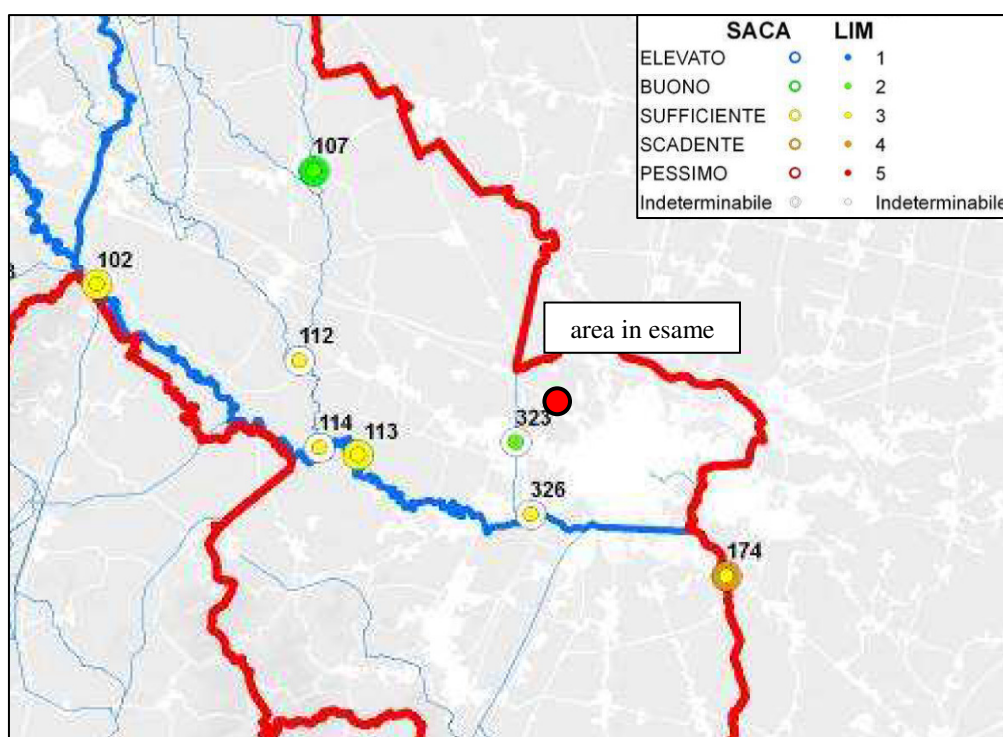 SACA LIM
ELEVATO 1
BUONO 2
SUFFICIENTE 3
SCADENTE 4
PESSIMO 5
Indeterminabile Indeterminabile
107
102
area in esame
112
323
114
113
326
174